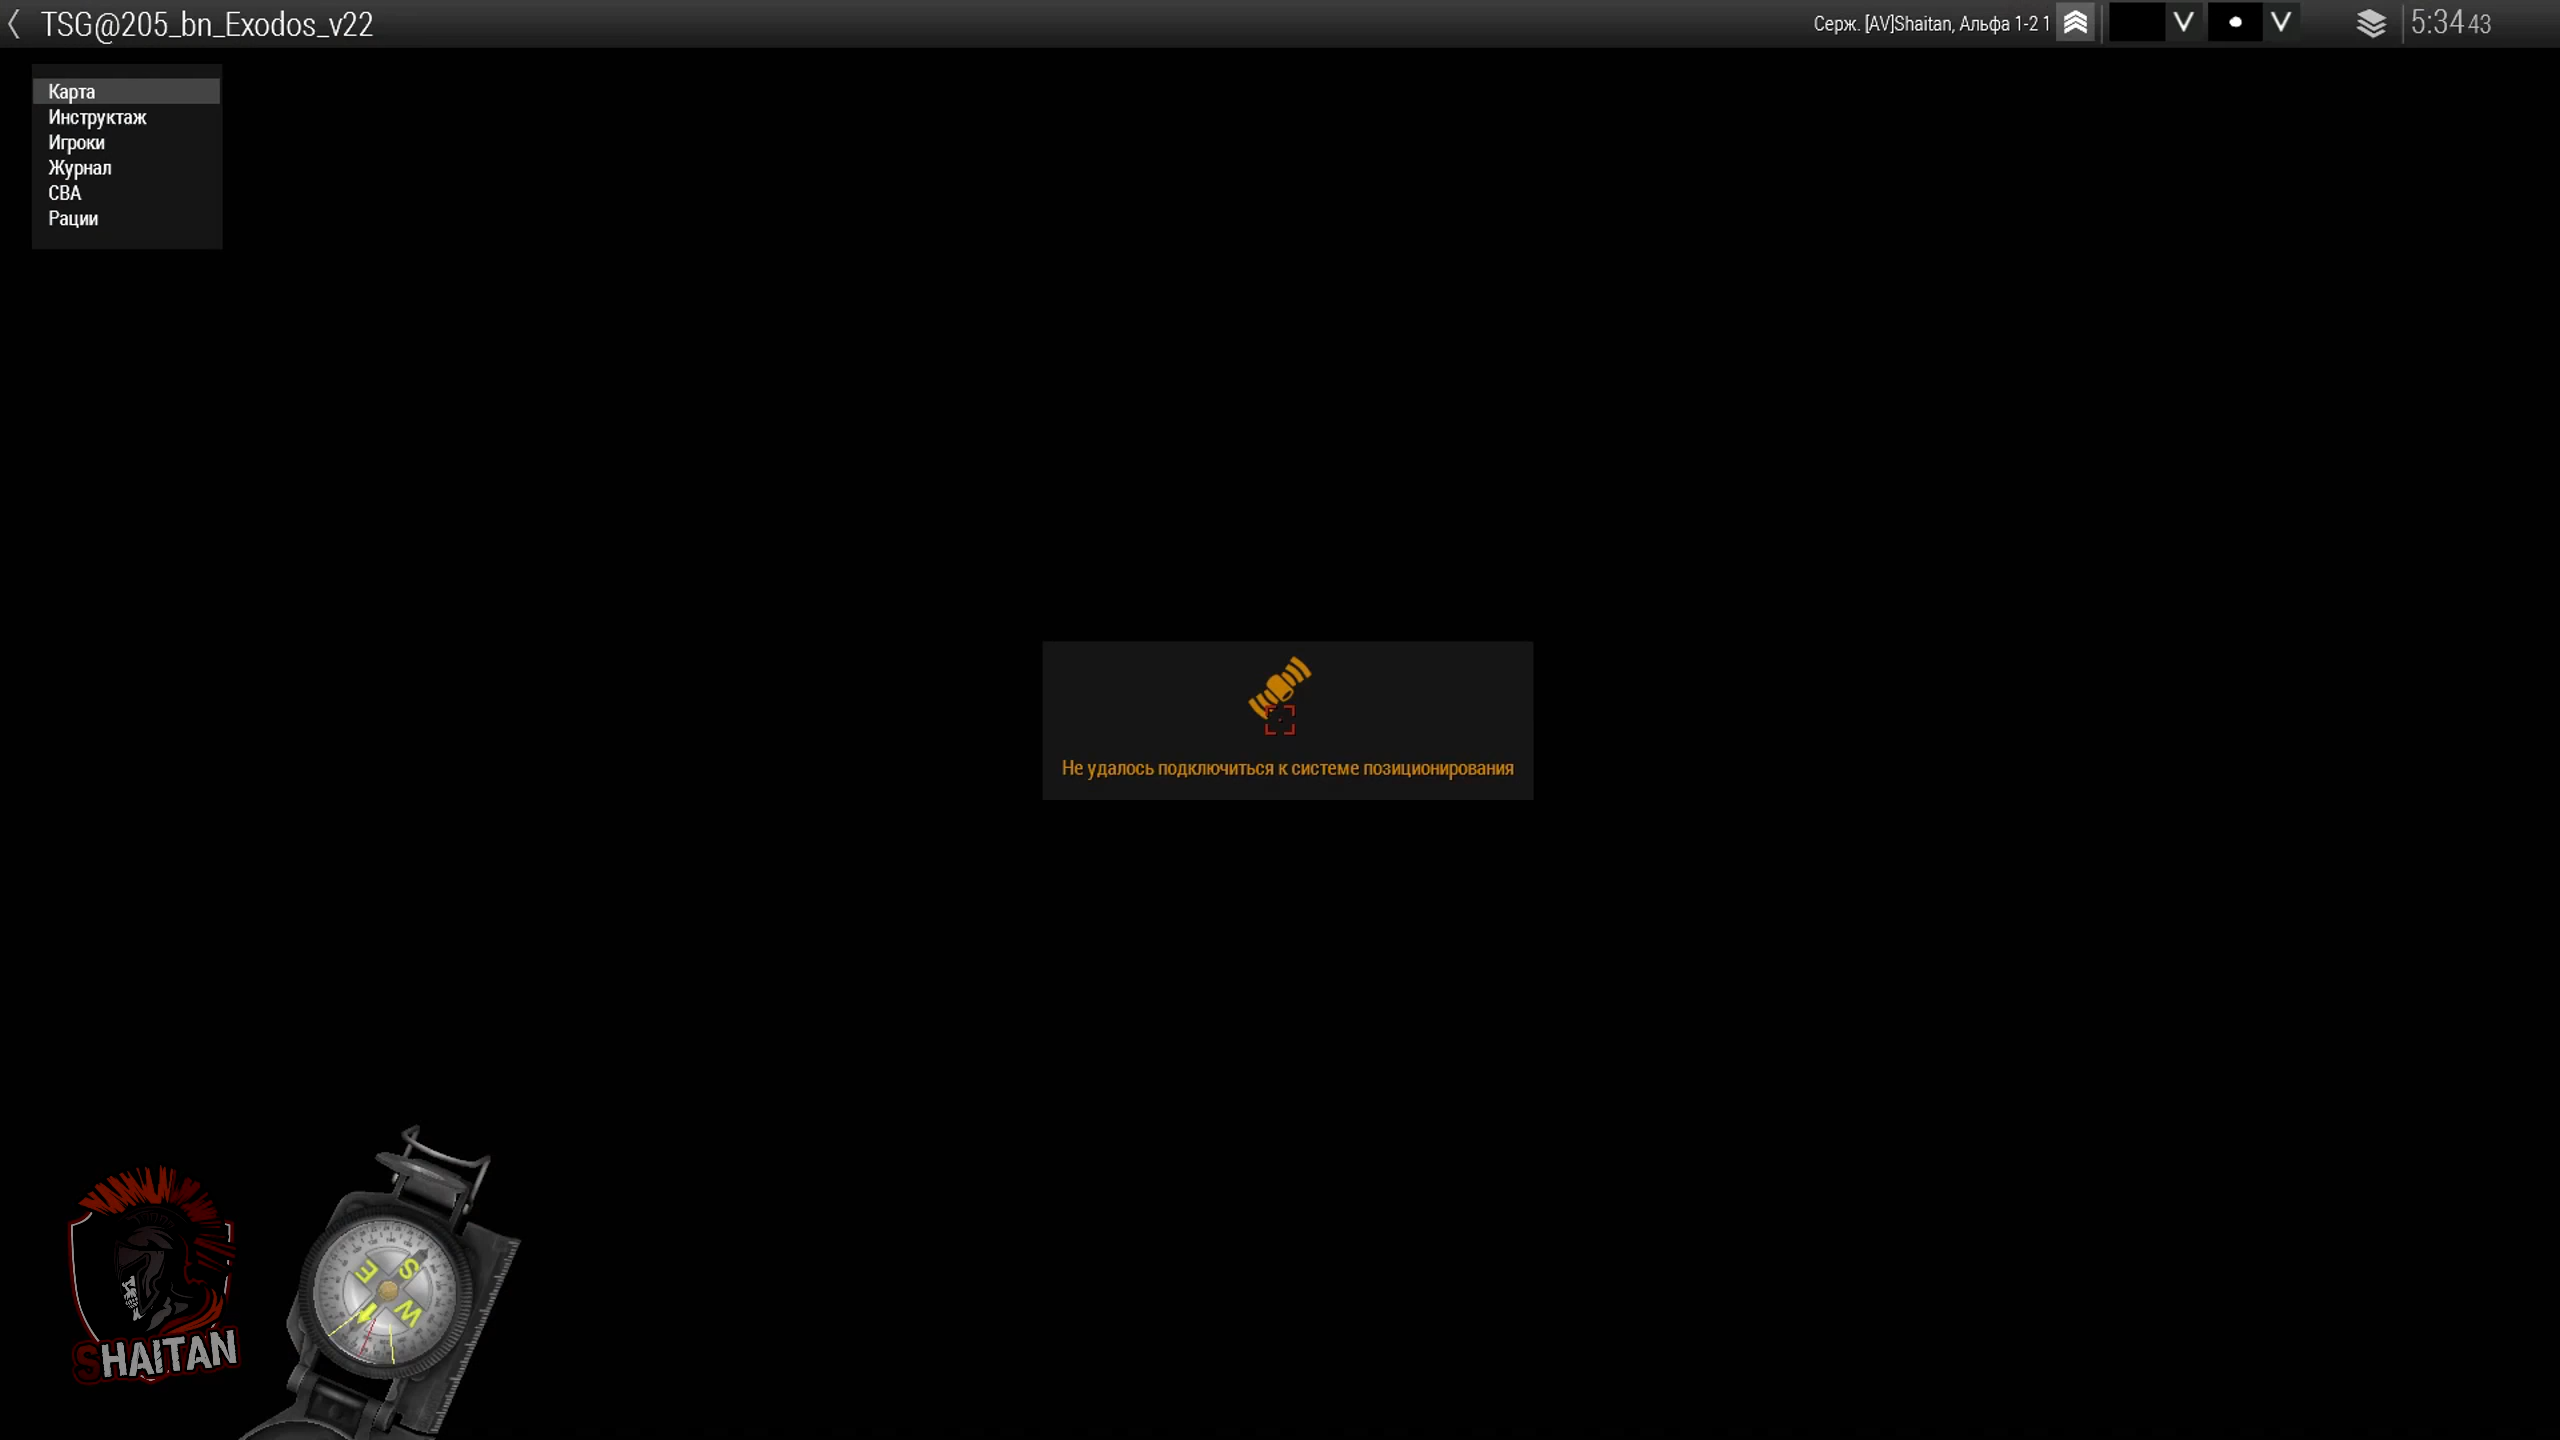 TSG@205_bn_Exodos_v22
Серж. [AV]Shaitan, Альфа 1-2 1
5:34 43
Карта
Инструктаж
Игроки
Журнал
СВА
Рации
Не удалось подключиться к системе позиционирования
E S
W
SHAITAN